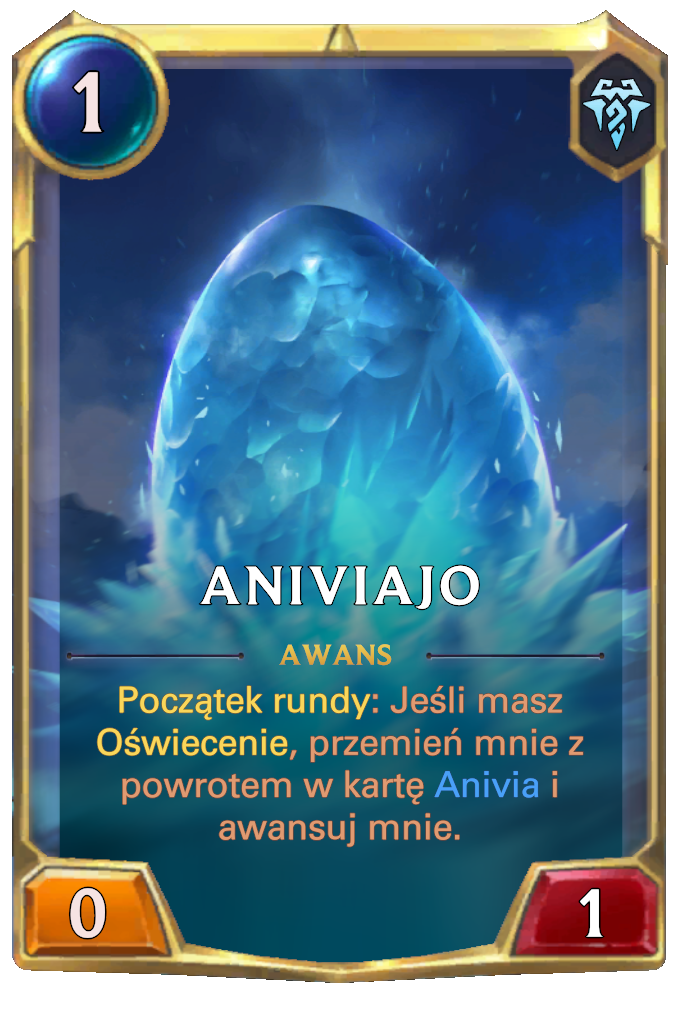 1
ANIVIAJO
AWANS
Początek rundy: Jeśli masz
Oświecenie, przemień mnie z
powrotem w kartę Anivia i
awansuj mnie.
0
1